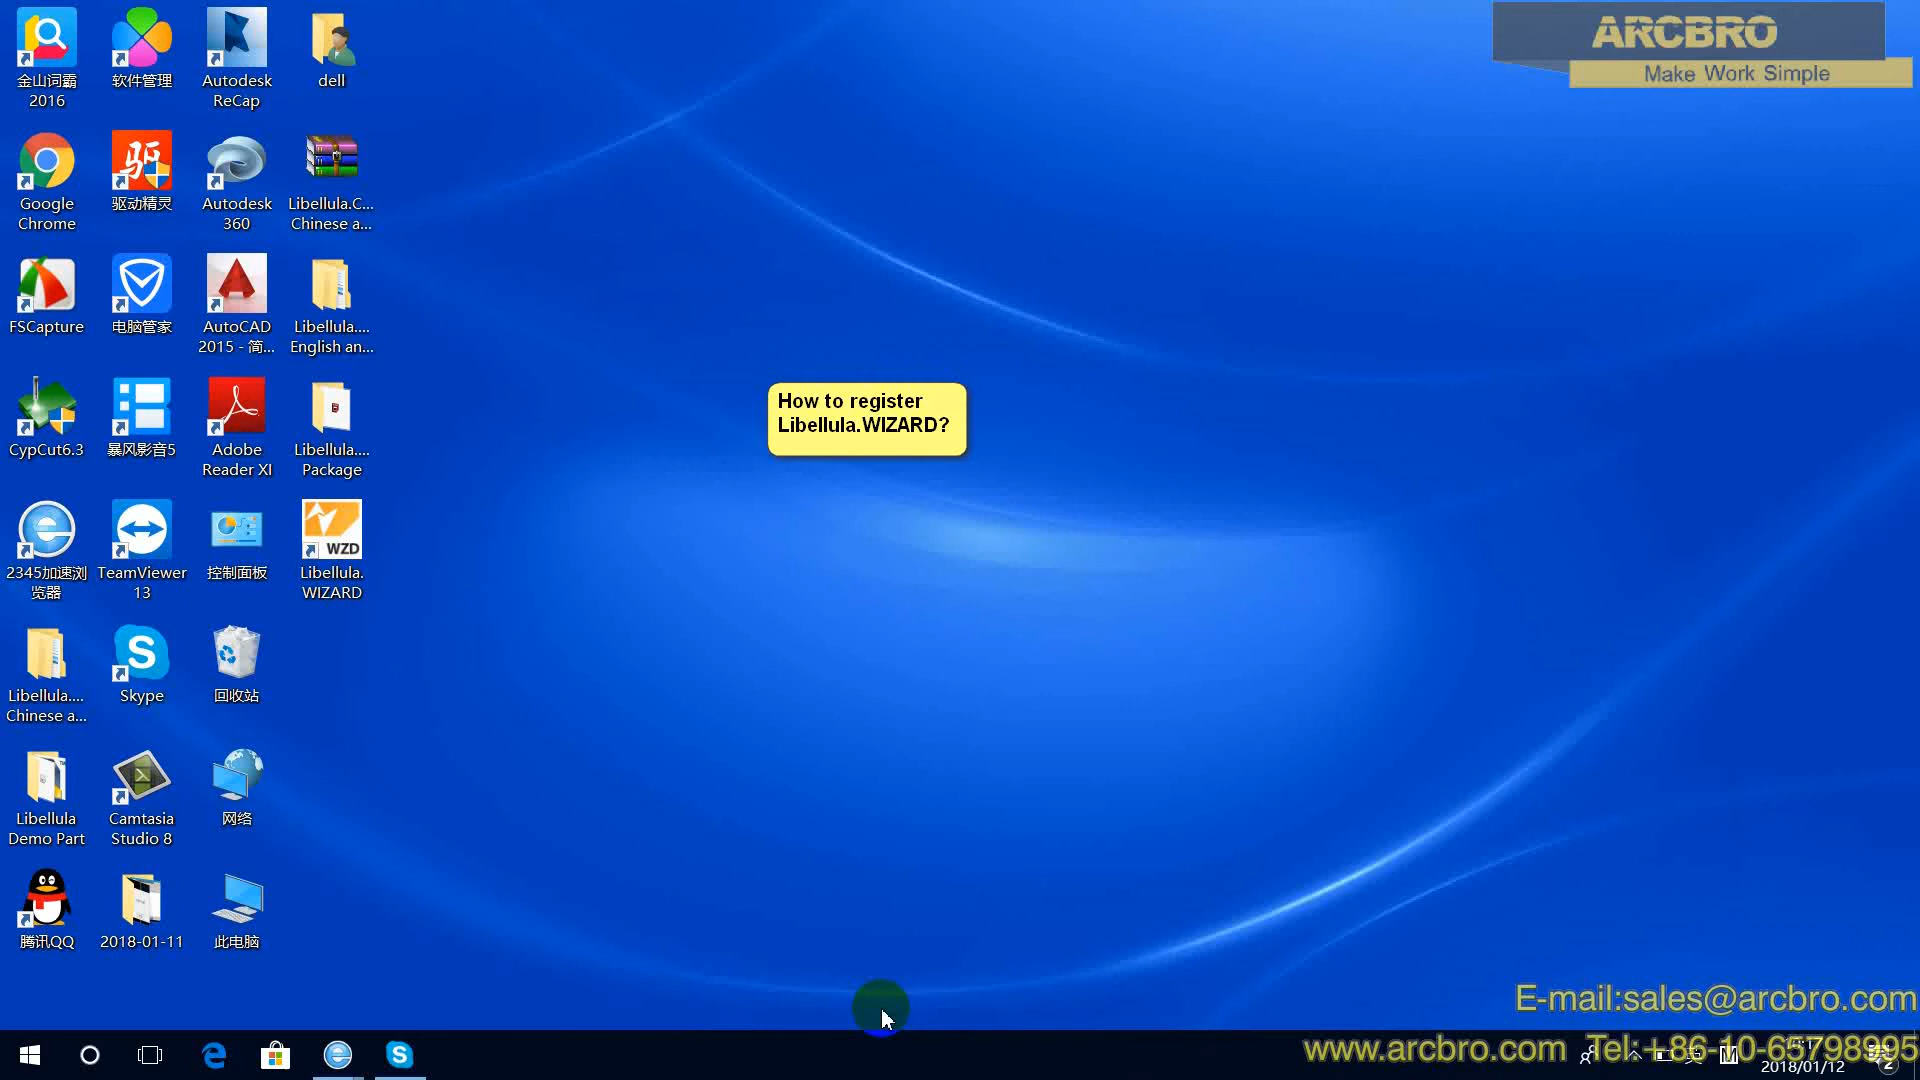 金山词霸
2016
软件管理
Autodesk
ReCap
dell
ARCBRO
Make Work Simple
Google
Chrome
驱动精灵
Autodesk
360
Libellula.C...
Chinese a...
FSCapture
电脑管家
AutoCAD
2015 - 简...
Libellula....
English an...
CypCut6.3
暴风影音5
Adobe
Reader XI
Libellula....
Package
How to register
Libellula.WIZARD?
2345加速浏
览器
TeamViewer
13
控制面板
WZD
Libellula.
WIZARD
Libellula....
Chinese a...
Skype
回收站
Libellula
Demo Part
Camtasia
Studio 8
网络
腾讯QQ
2018-01-11
此电脑
E-mail:sales@arcbro.com
www.arcbro.com Tel:+86-10-65798995
2018/01/12